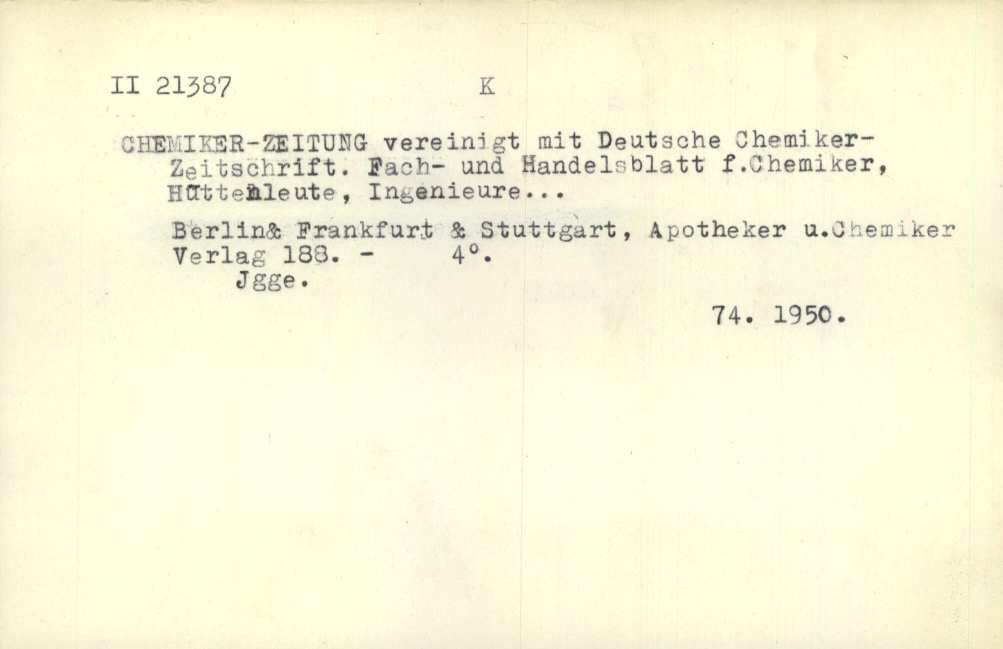 II 21387 K
CHEMIKER-ZEITUNG vereinigt mit Deutsche Chemiker-
Zeitschrift. Fach- und Handelsblatt f.Chemiker,
Hüttenleute, Ingenieure...
Berlin& Frankfurt & Stuttgart, Apotheker u.Chemiker
Verlag 188. - 4°.
Jgge.
74. 1950.